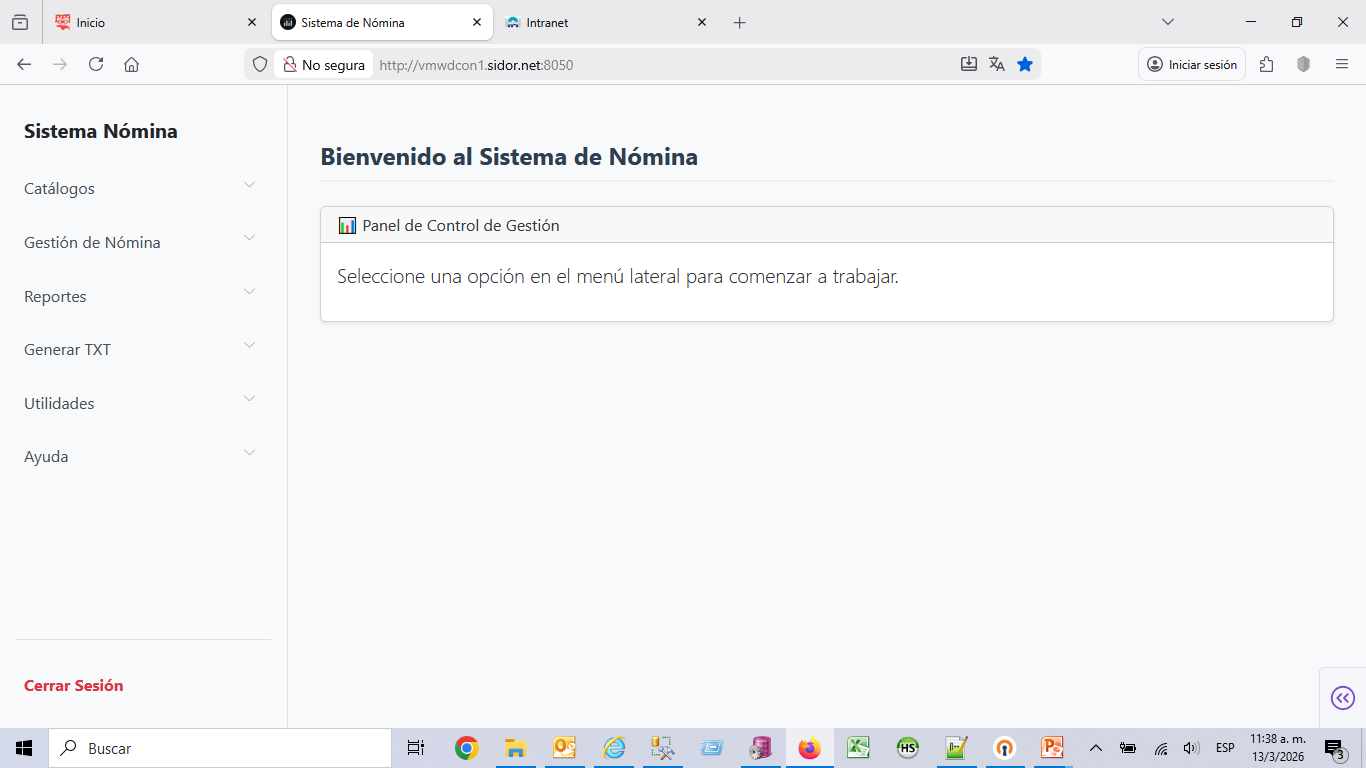 Inicio
Sistema de Nómina
Intranet
No segura
http://vmwdcon1.sidor.net:8050
Iniciar sesión
Sistema Nómina
Catálogos
Gestión de Nómina
Reportes
Generar TXT
Utilidades
Ayuda
Cerrar Sesión
Bienvenido al Sistema de Nómina
Panel de Control de Gestión
Seleccione una opción en el menú lateral para comenzar a trabajar.
Buscar
HS
ESP
11:38 a. m.
13/3/2026
3